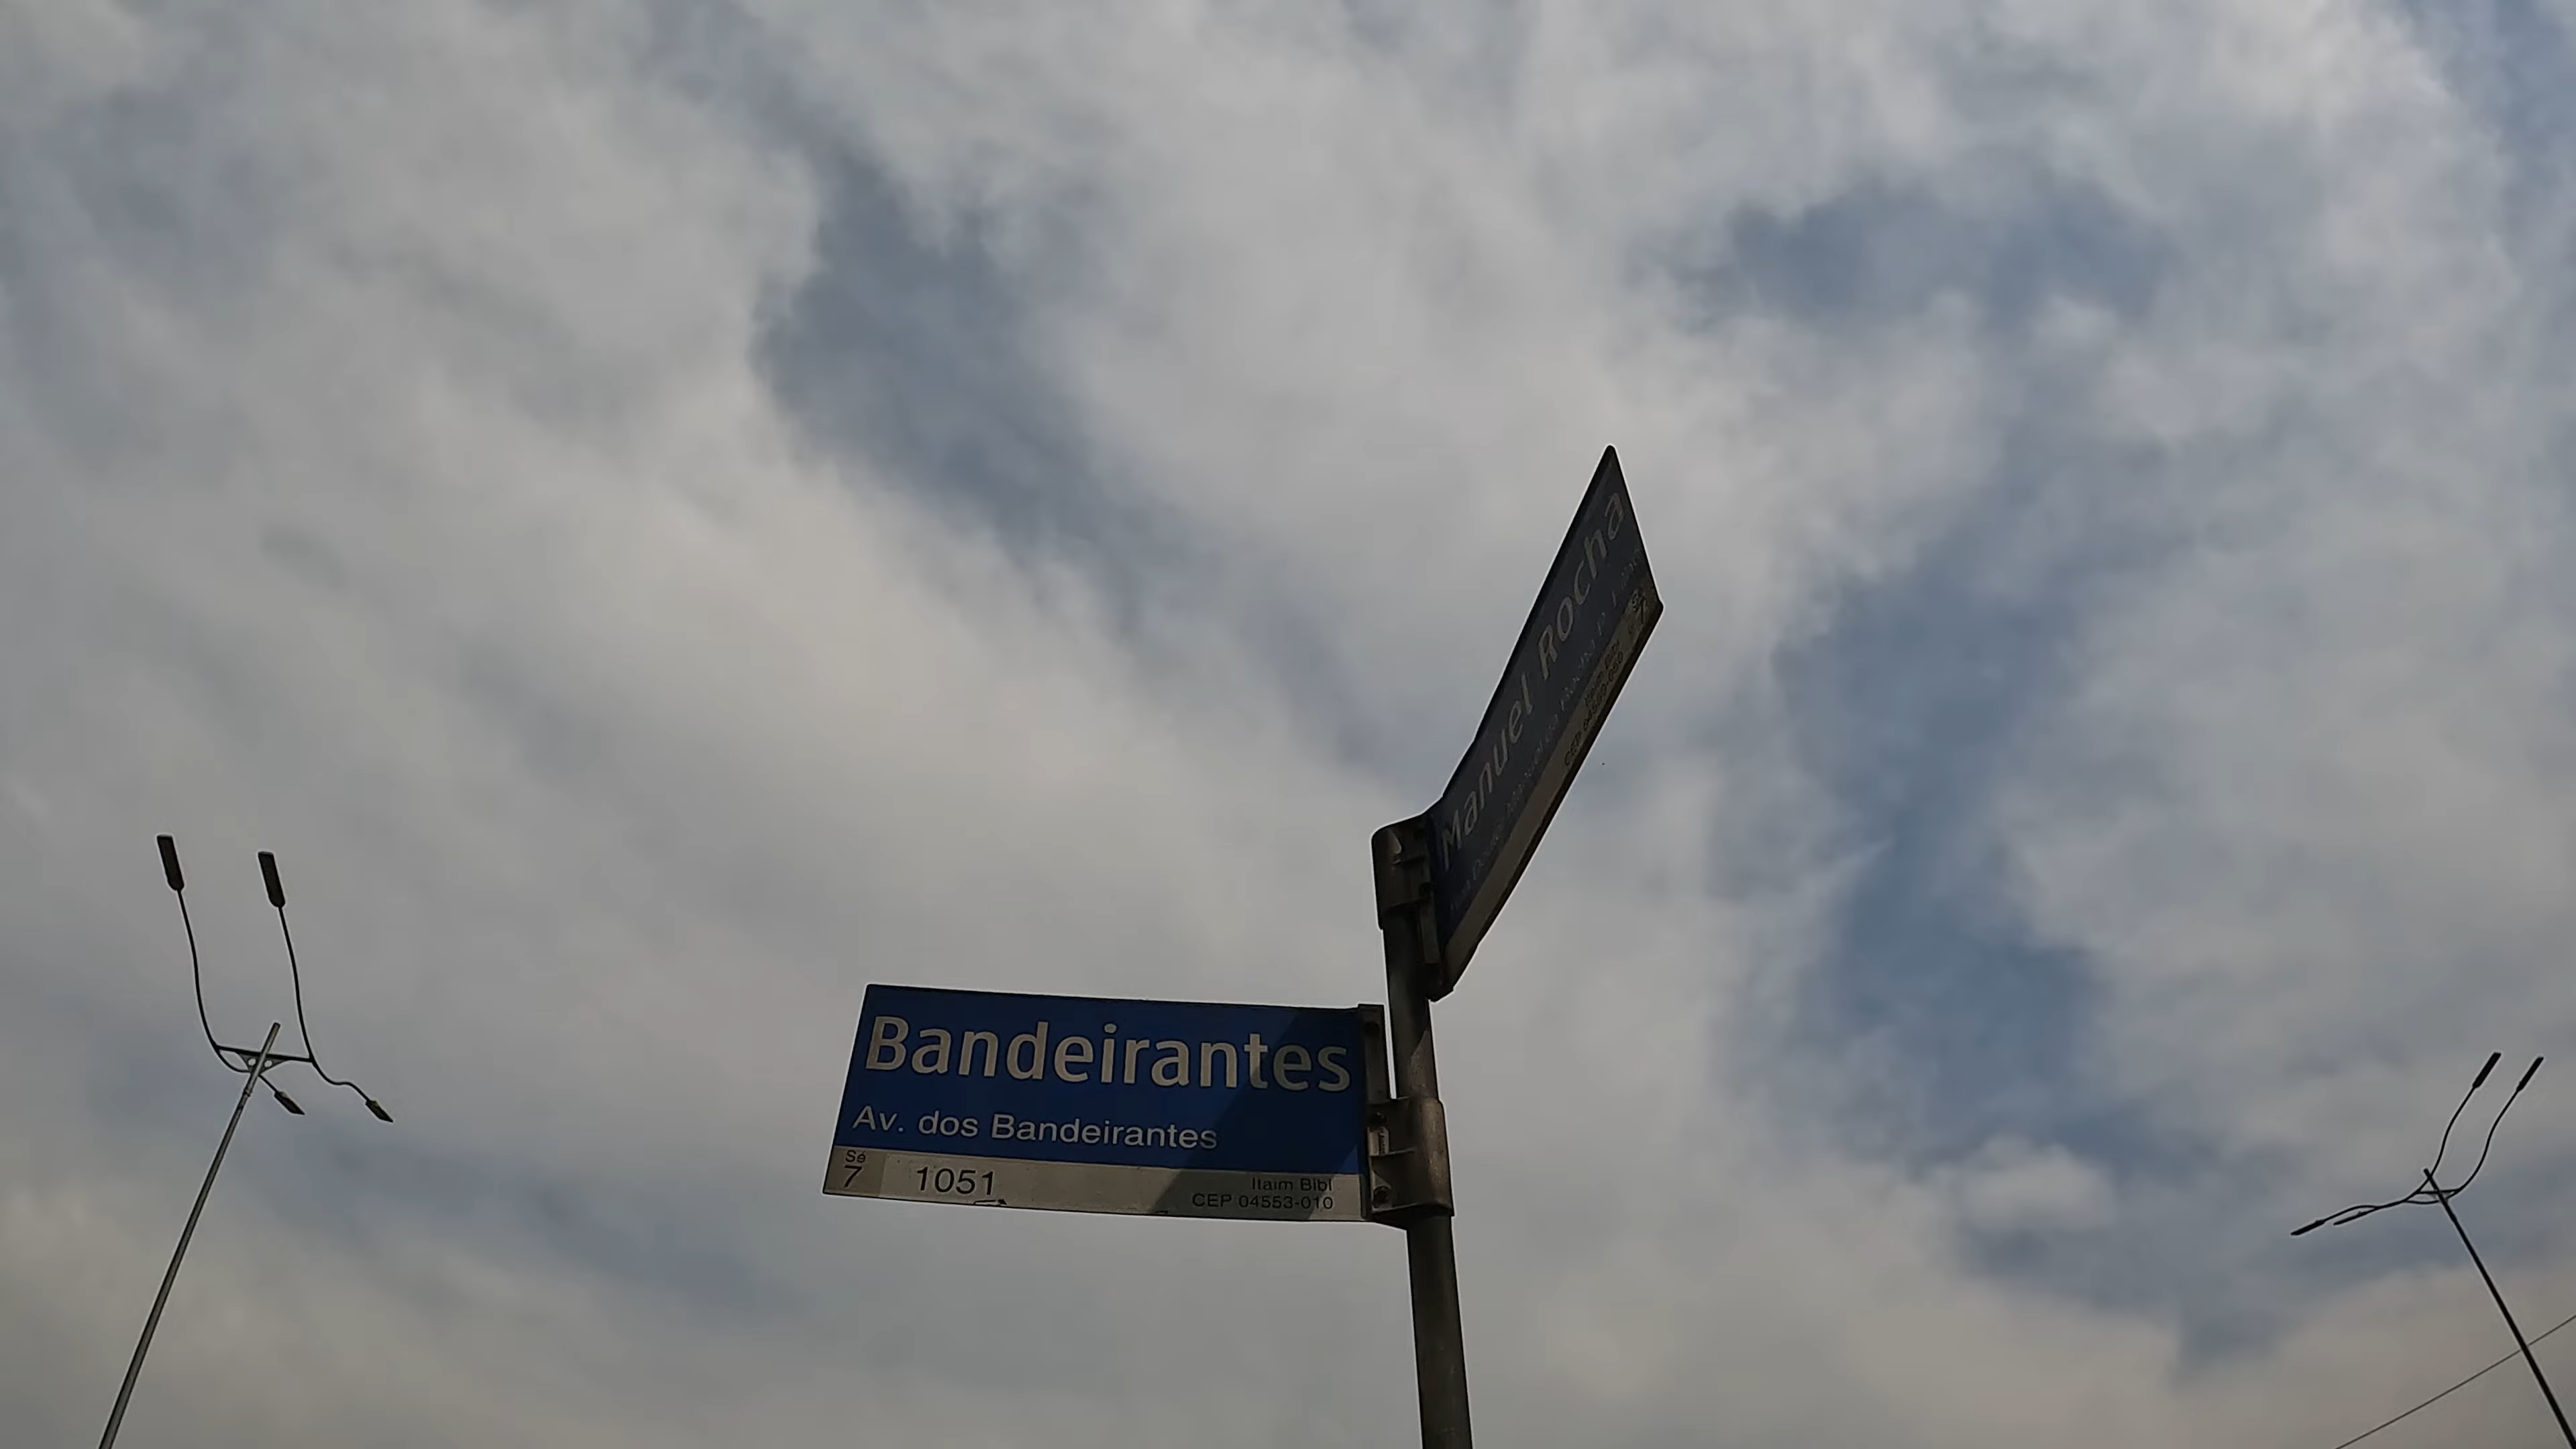 Manuel Rocha
Bandeirantes
Av. dos Bandeirantes
Sé
7
1051
Itaim Bibi
CEP 04553-010